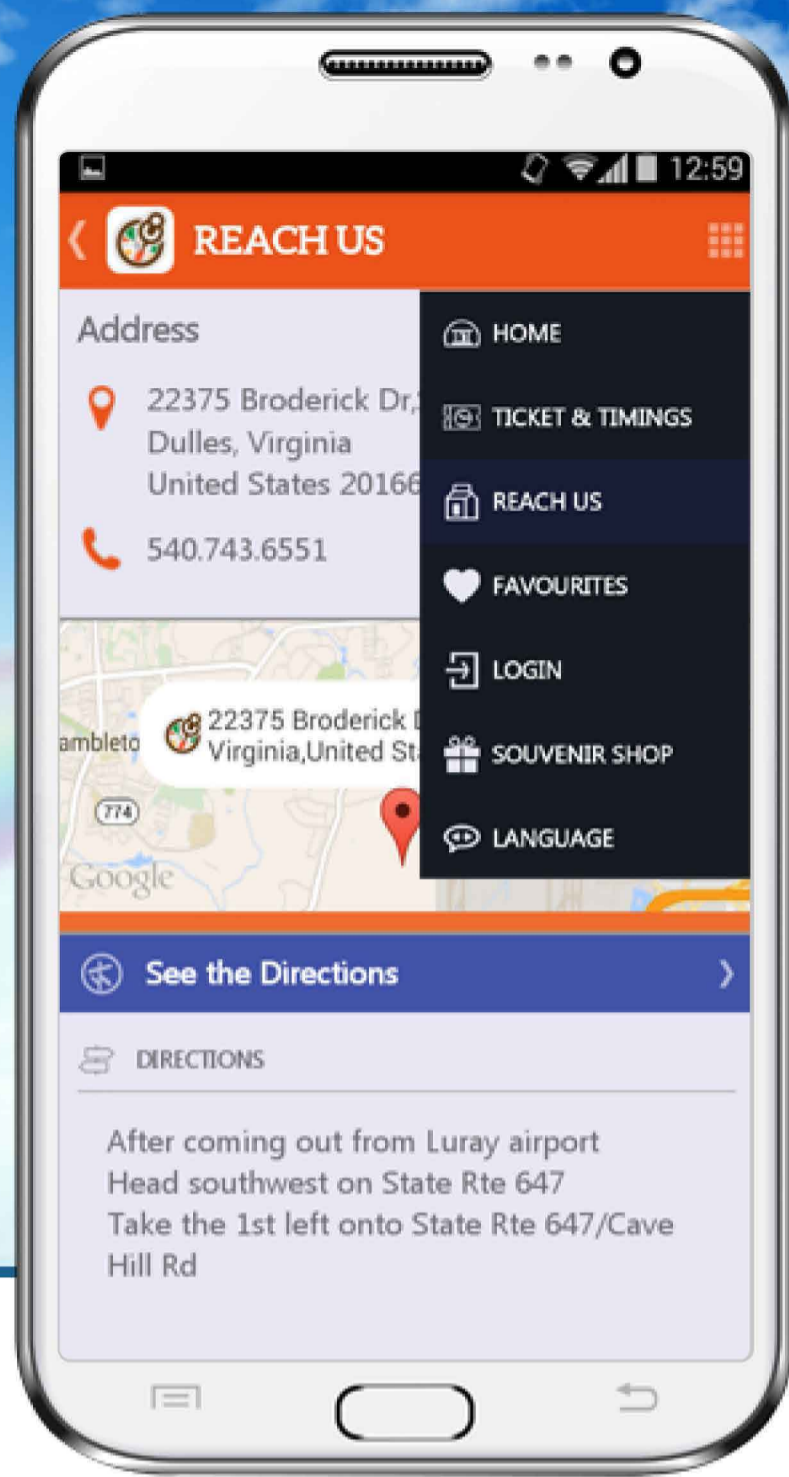 12:59
REACH US
Address
22375 Broderick Dr,
Dulles, Virginia
United States 20166
540.743.6551
HOME
TICKET & TIMINGS
REACH US
FAVOURITES
LOGIN
SOUVENIR SHOP
LANGUAGE
ambleto
22375 Broderick
Virginia,United St
774
Google
See the Directions
DIRECTIONS
After coming out from Luray airport
Head southwest on State Rte 647
Take the 1st left onto State Rte 647/Cave
Hill Rd